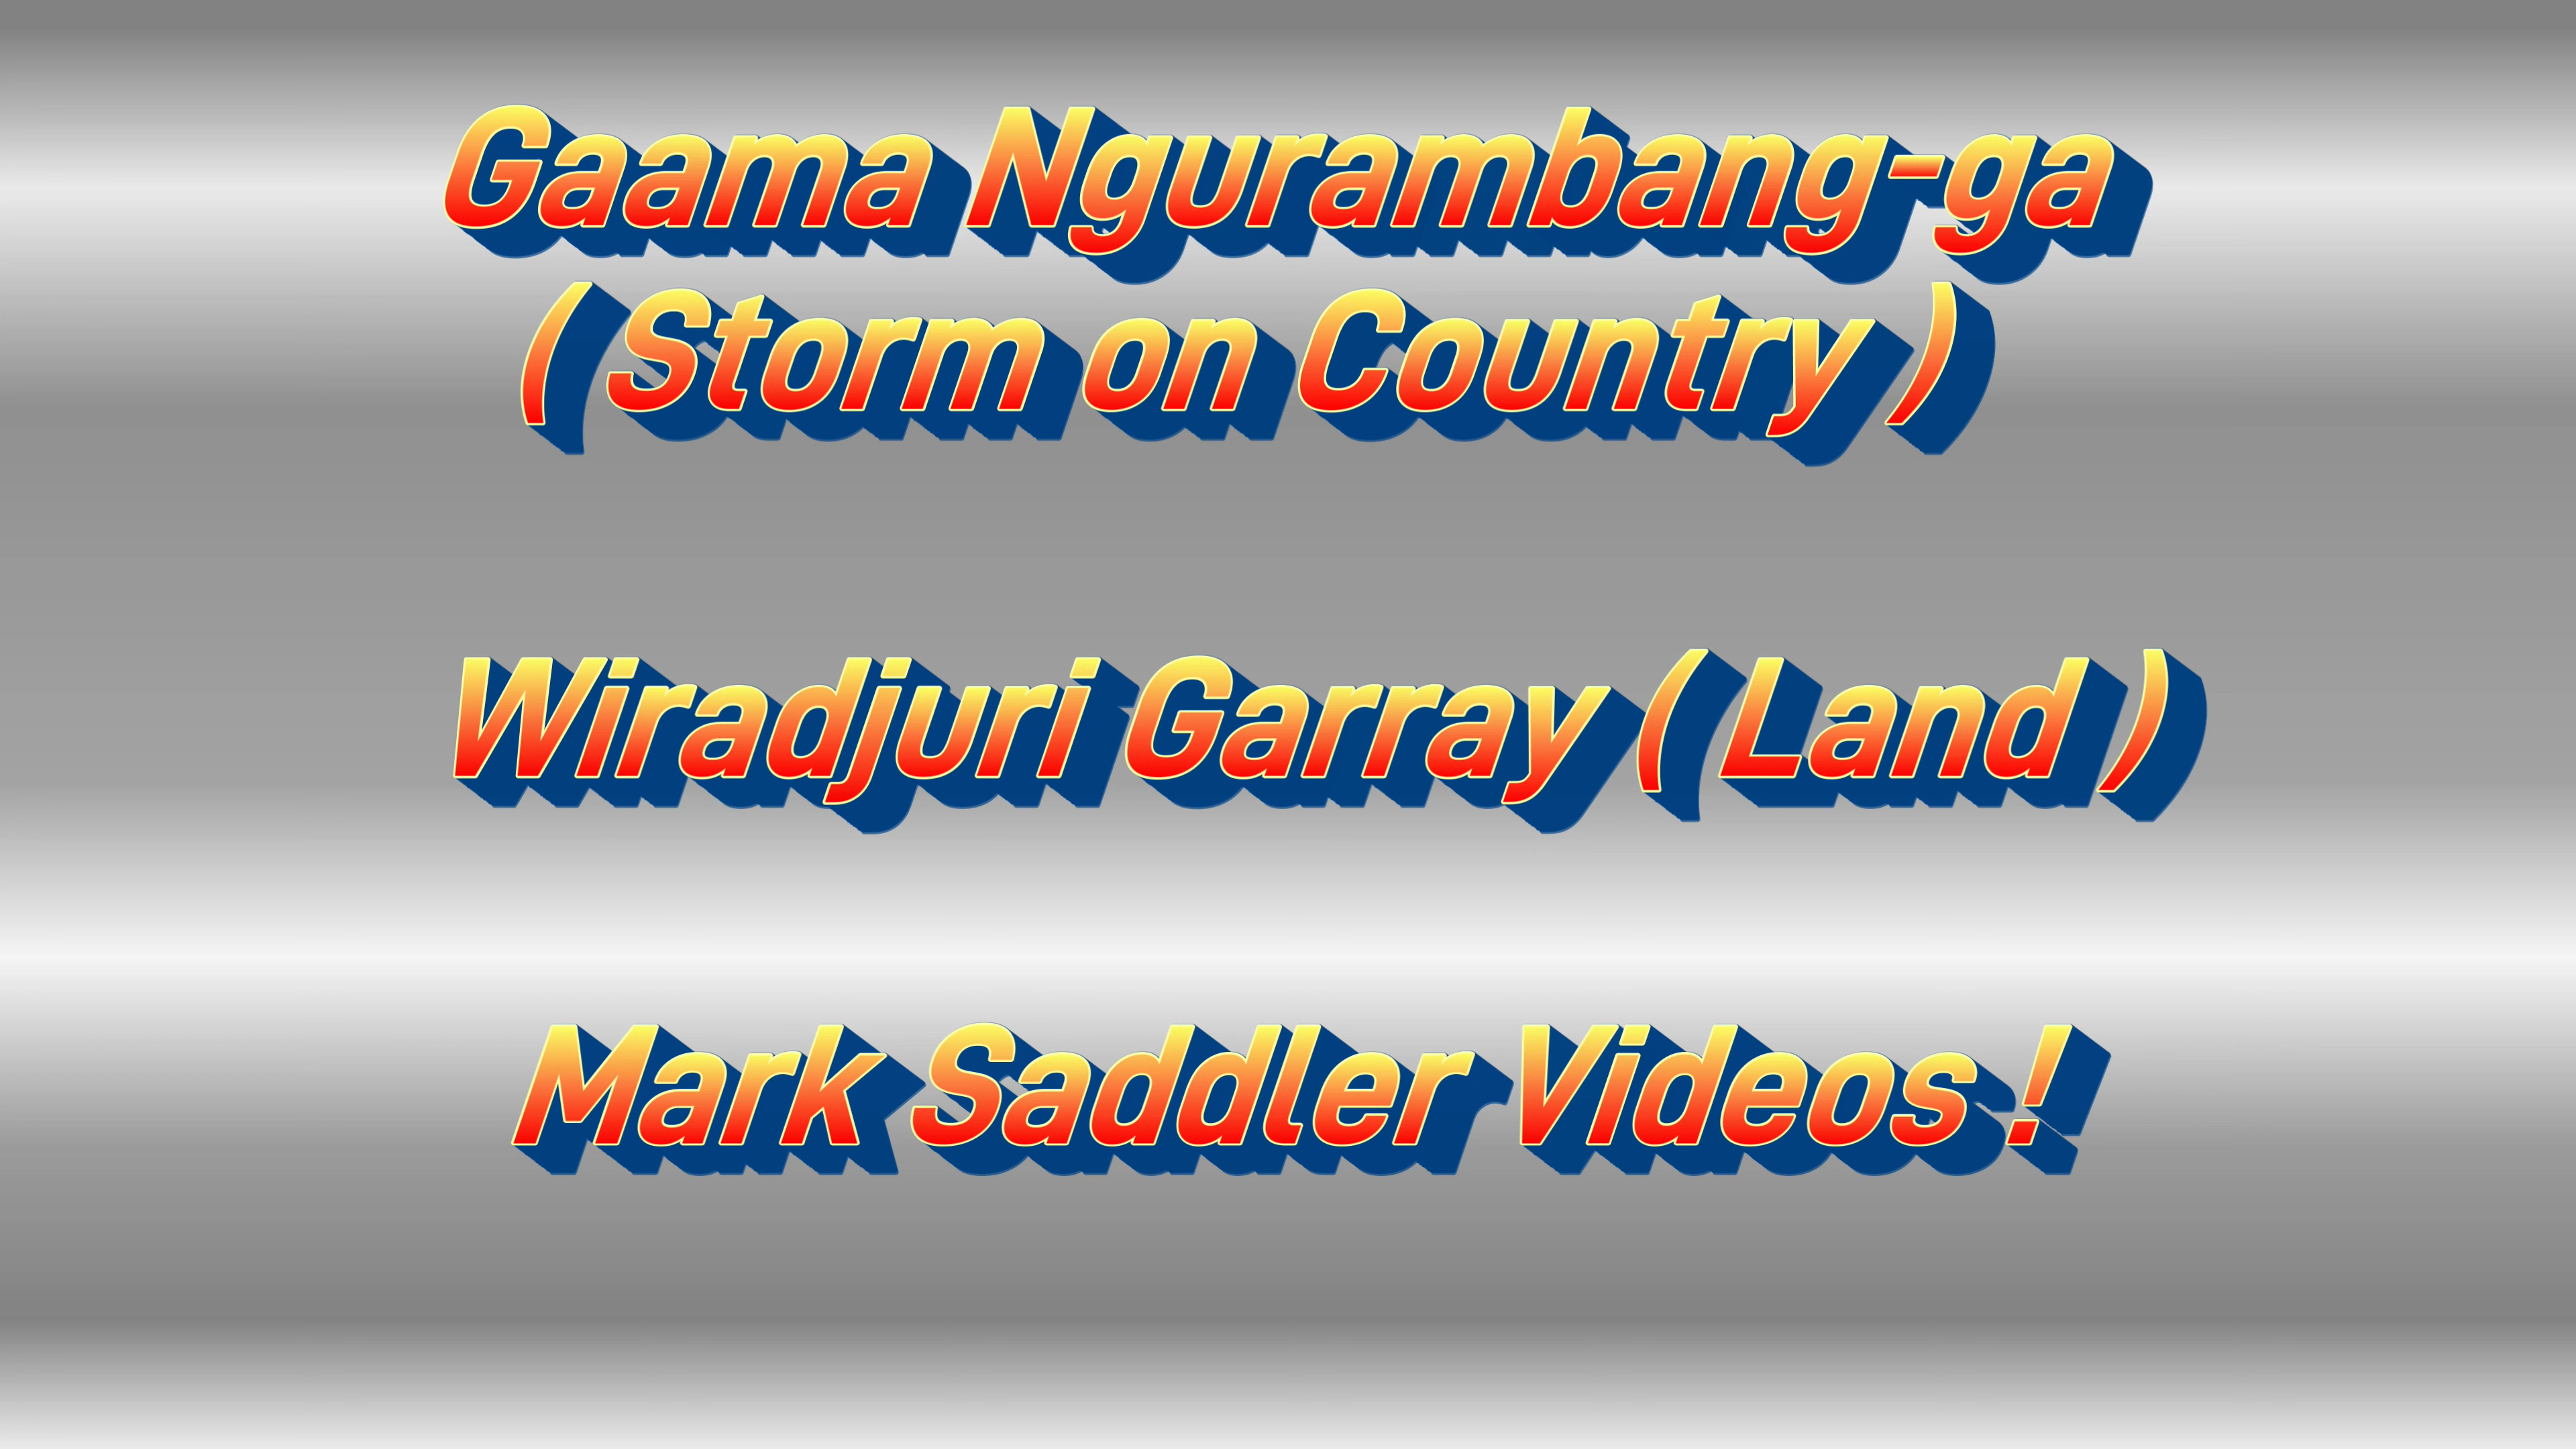 Gaama Ngurambang-ga
( Storm on Country )
Wiradjuri Garray ( Land )
Mark Saddler Videos !